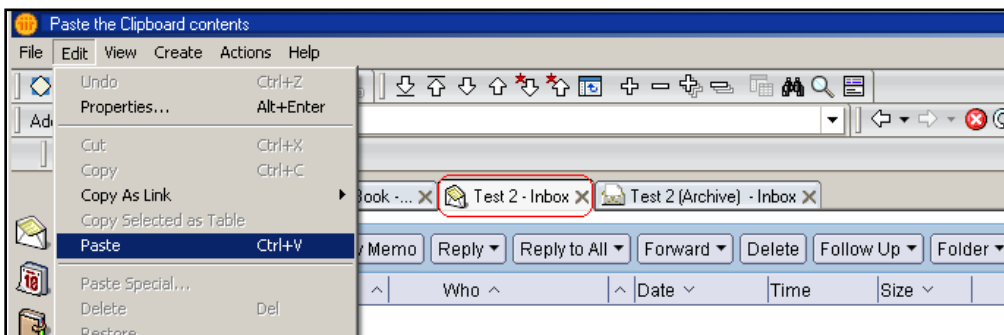 Paste the Clipboard contents
File Edit View Create Actions Help
Undo Ctrl+Z
Properties... Alt+Enter
Cut Ctrl+X
Copy Ctrl+C
Copy As Link
Copy Selected as Table
Paste Ctrl+V
Paste Special...
Delete Del
Restore
Test 2 - Inbox Test 2 (Archive) - Inbox
Memo Reply Reply to All Forward Delete Follow Up Folder
Who Date Time Size